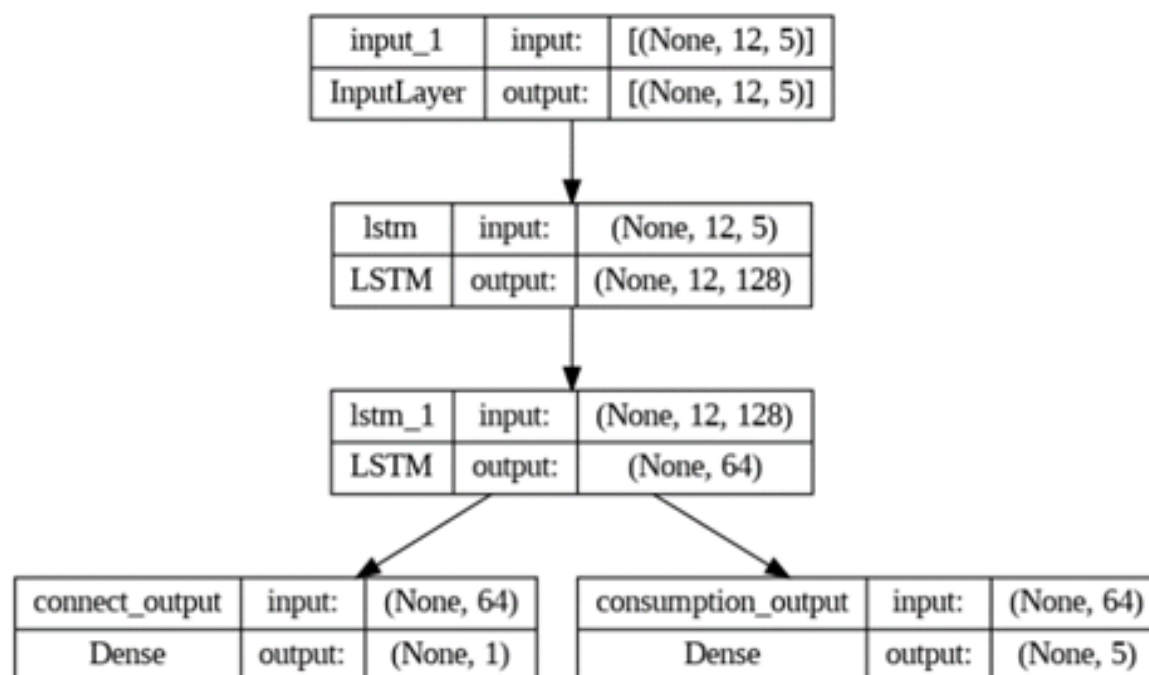 input_1 input: [(None, 12, 5)]
InputLayer output: [(None, 12, 5)]
lstm input: (None, 12, 5)
LSTM output: (None, 12, 128)
lstm_1 input: (None, 12, 128)
LSTM output: (None, 64)
connect_output input: (None, 64)
Dense output: (None, 1)
consumption_output input: (None, 64)
Dense output: (None, 5)